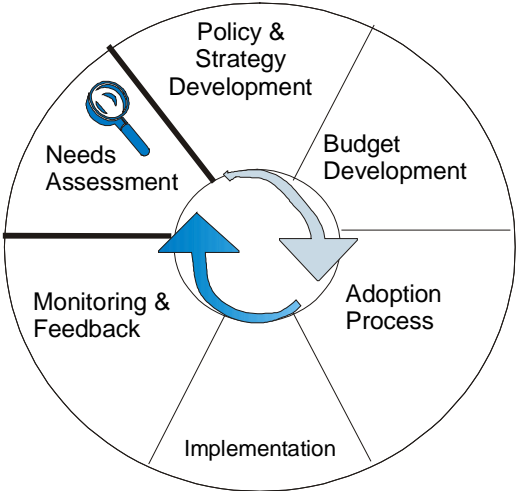 Policy &
Strategy
Development
Budget
Development
Adoption
Process
Implementation
Monitoring &
Feedback
Needs
Assessment